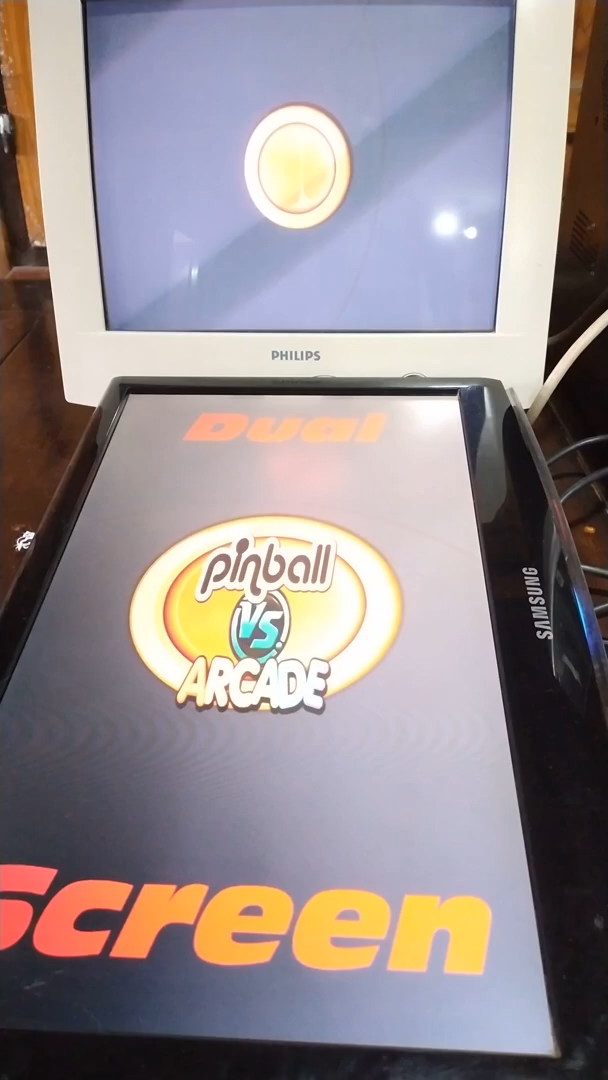 PHILIPS
Dual
pinball
VS.
ARCADE
SAMSUNG
Screen